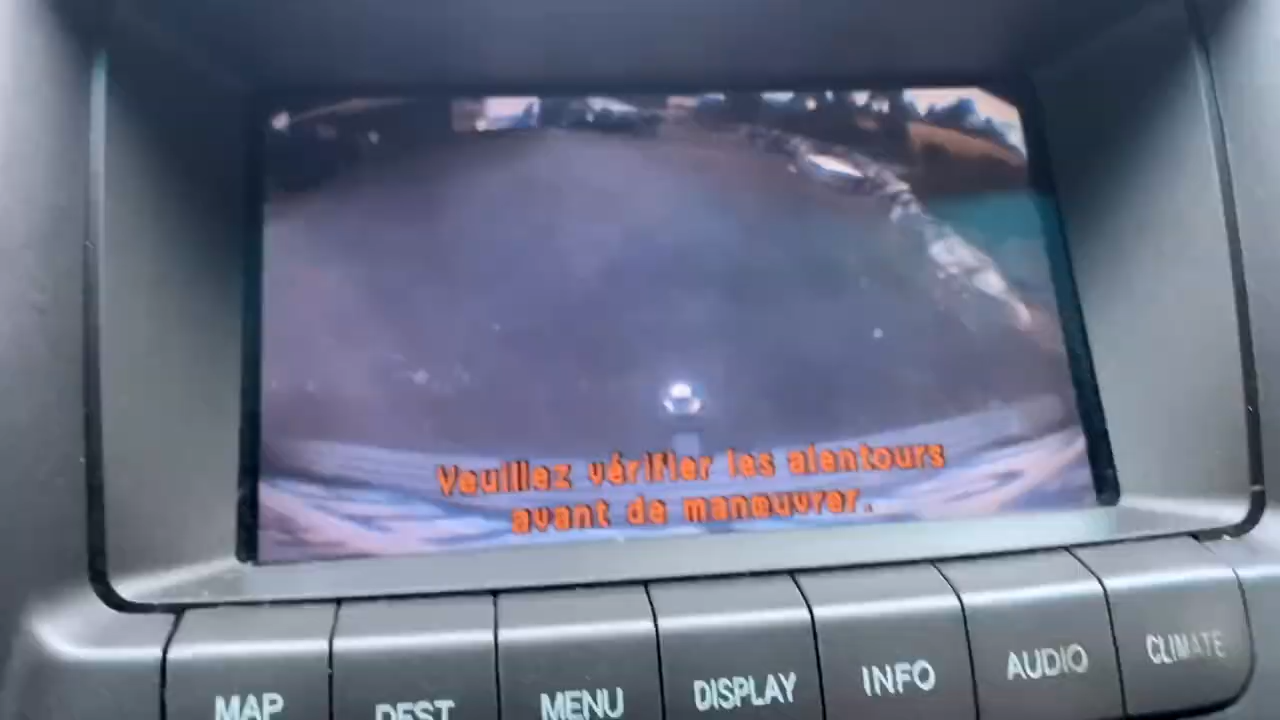 Veuillez vérifier les alentours
avant de manœuvrer.
MAP
DEST
MENU
DISPLAY
INFO
AUDIO
CLIMATE